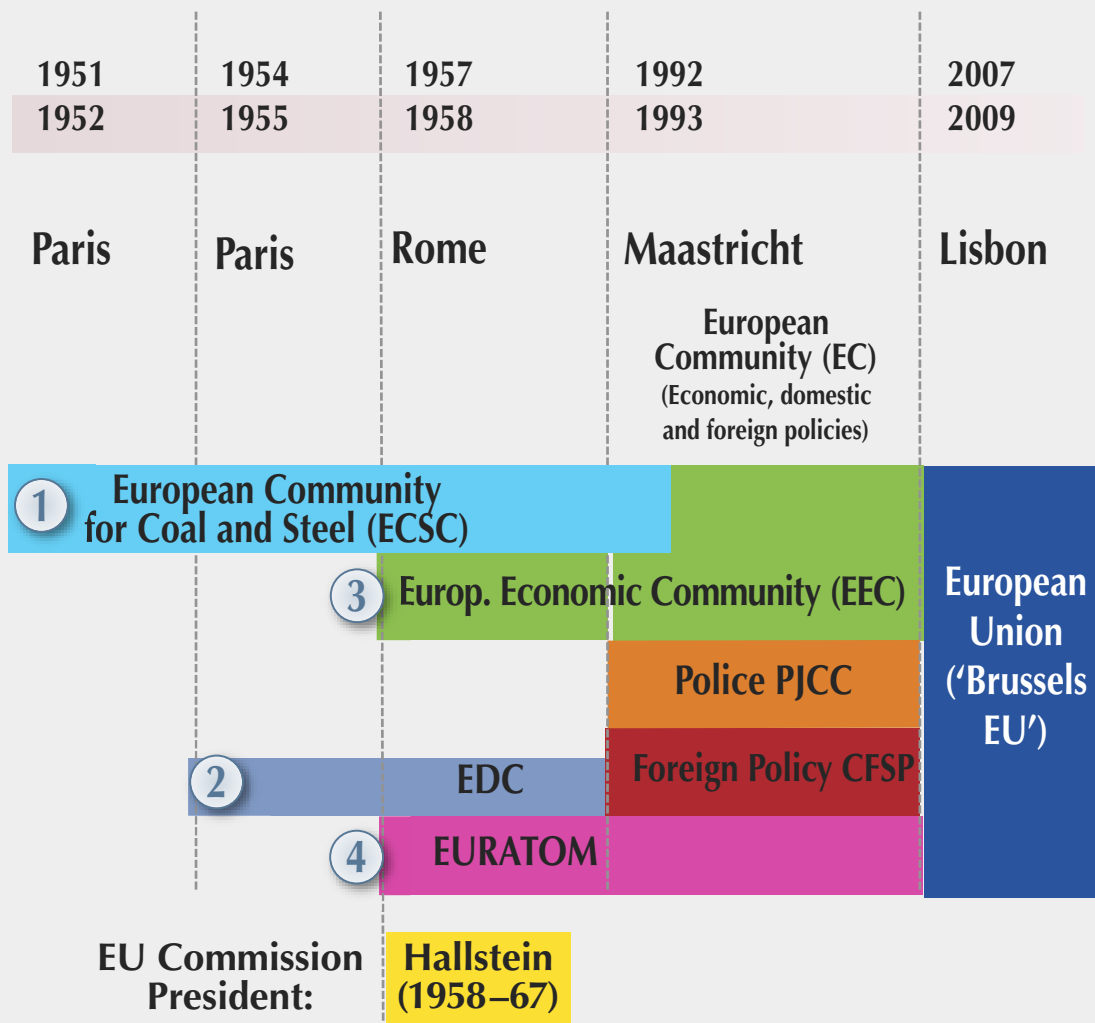 1951 1954 1957 1992 2007
1952 1955 1958 1993 2009
Paris Paris Rome Maastricht Lisbon
European
Community (EC)
(Economic, domestic
and foreign policies)
1 European Community
for Coal and Steel (ECSC)
3 Europ. Economic Community (EEC)
Police PJCC
2 EDC
Foreign Policy CFSP
4 EURATOM
European
Union
(‘Brussels
EU’)
EU Commission
President:
Hallstein
(1958–67)